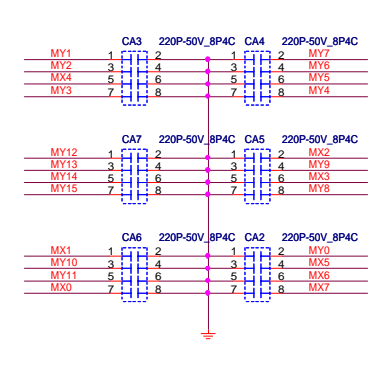 CA3 220P-50V_8P4C CA4 220P-50V_8P4C
MY1 1 2 1 2 MY7
MY2 3 4 3 4 MY6
MX4 5 6 5 6 MY5
MY3 7 8 7 8 MY4
CA7 220P-50V_8P4C CA5 220P-50V_8P4C
MY12 1 2 1 2 MX2
MY13 3 4 3 4 MY9
MY14 5 6 5 6 MX3
MY15 7 8 7 8 MY8
CA6 220P-50V_8P4C CA2 220P-50V_8P4C
MX1 1 2 1 2 MY0
MY10 3 4 3 4 MX5
MY11 5 6 5 6 MX6
MX0 7 8 7 8 MX7